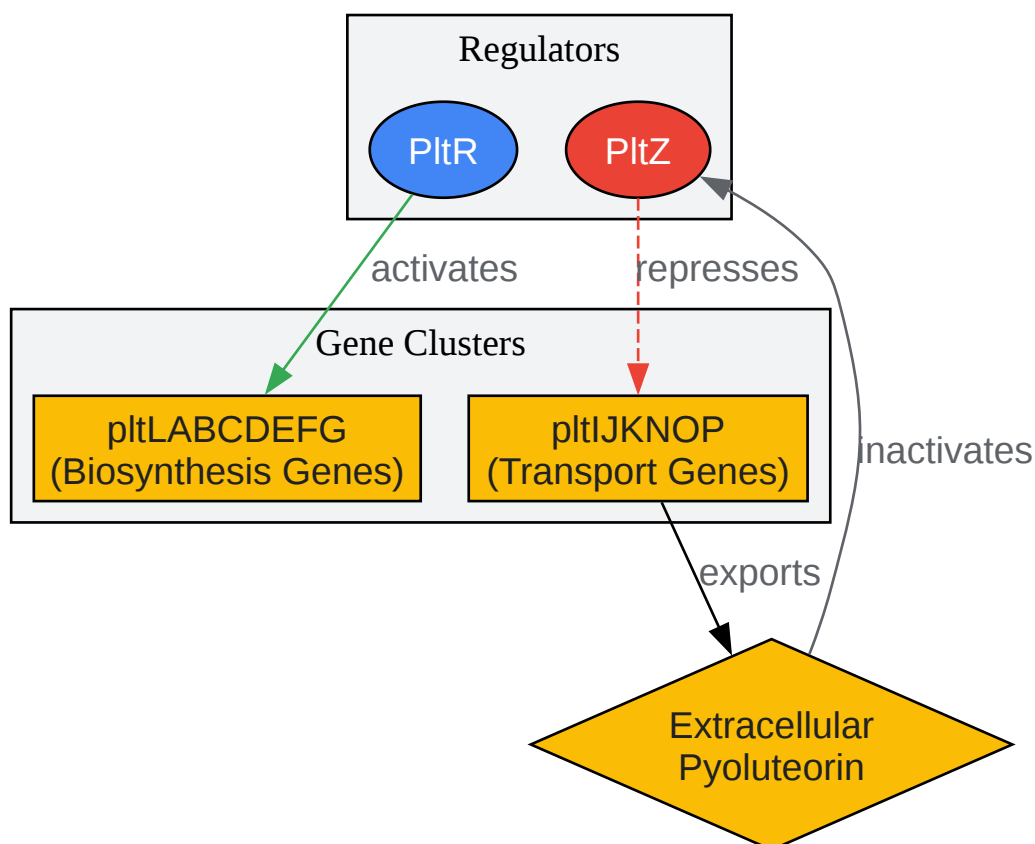 Regulators
PltR
PltZ
activates
represses
Gene Clusters
pltLABCDEFG
(Biosynthesis Genes)
pltIJKNOP
(Transport Genes)
inactivates
exports
Extracellular
Pyoluteorin